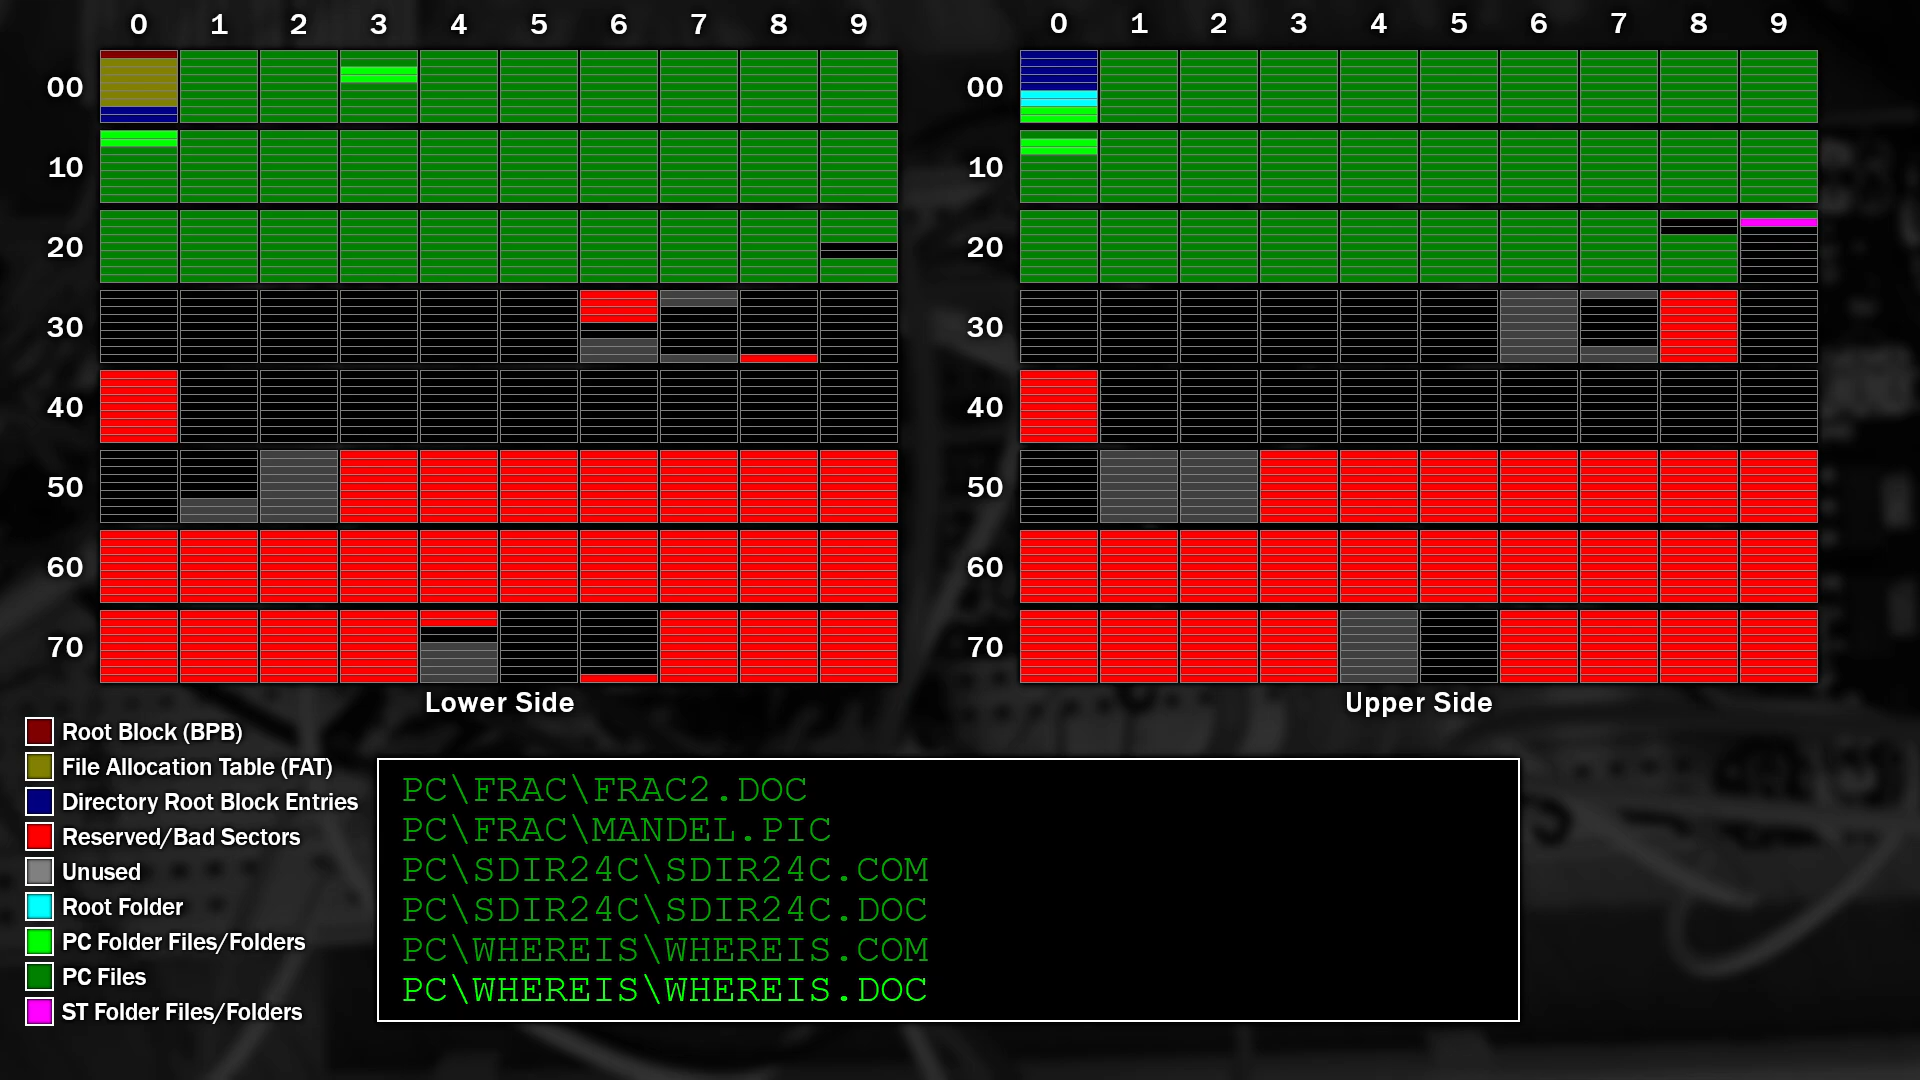 0 1 2 3 4 5 6 7 8 9
00
10
20
30
40
50
60
70
Lower Side
0 1 2 3 4 5 6 7 8 9
00
10
20
30
40
50
60
70
Upper Side
Root Block (BPB)
File Allocation Table (FAT)
Directory Root Block Entries
Reserved/Bad Sectors
Unused
Root Folder
PC Folder Files/Folders
PC Files
ST Folder Files/Folders
PC\FRAC\FRAC2.DOC
PC\FRAC\MANDEL.PIC
PC\SDIR24C\SDIR24C.COM
PC\SDIR24C\SDIR24C.DOC
PC\WHEREIS\WHEREIS.COM
PC\WHEREIS\WHEREIS.DOC